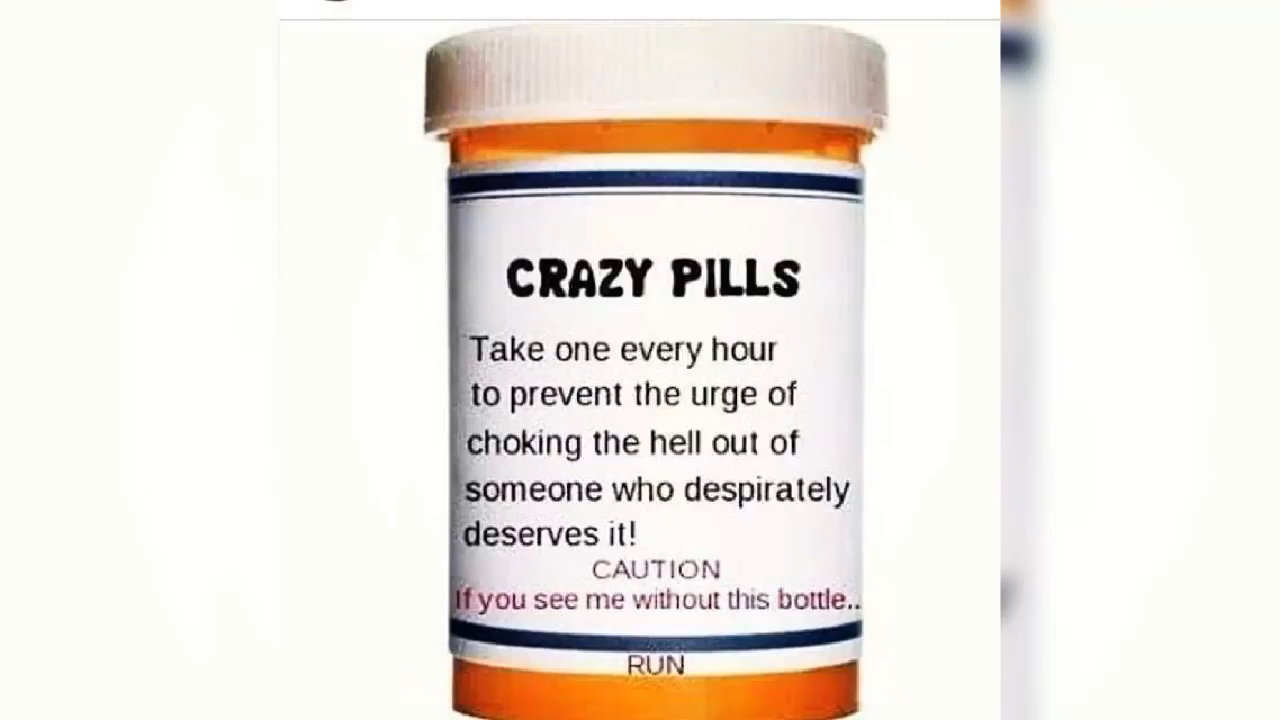 CRAZY PILLS
Take one every hour
to prevent the urge of
choking the hell out of
someone who despirately
deserves it!
CAUTION
If you see me without this bottle..
RUN